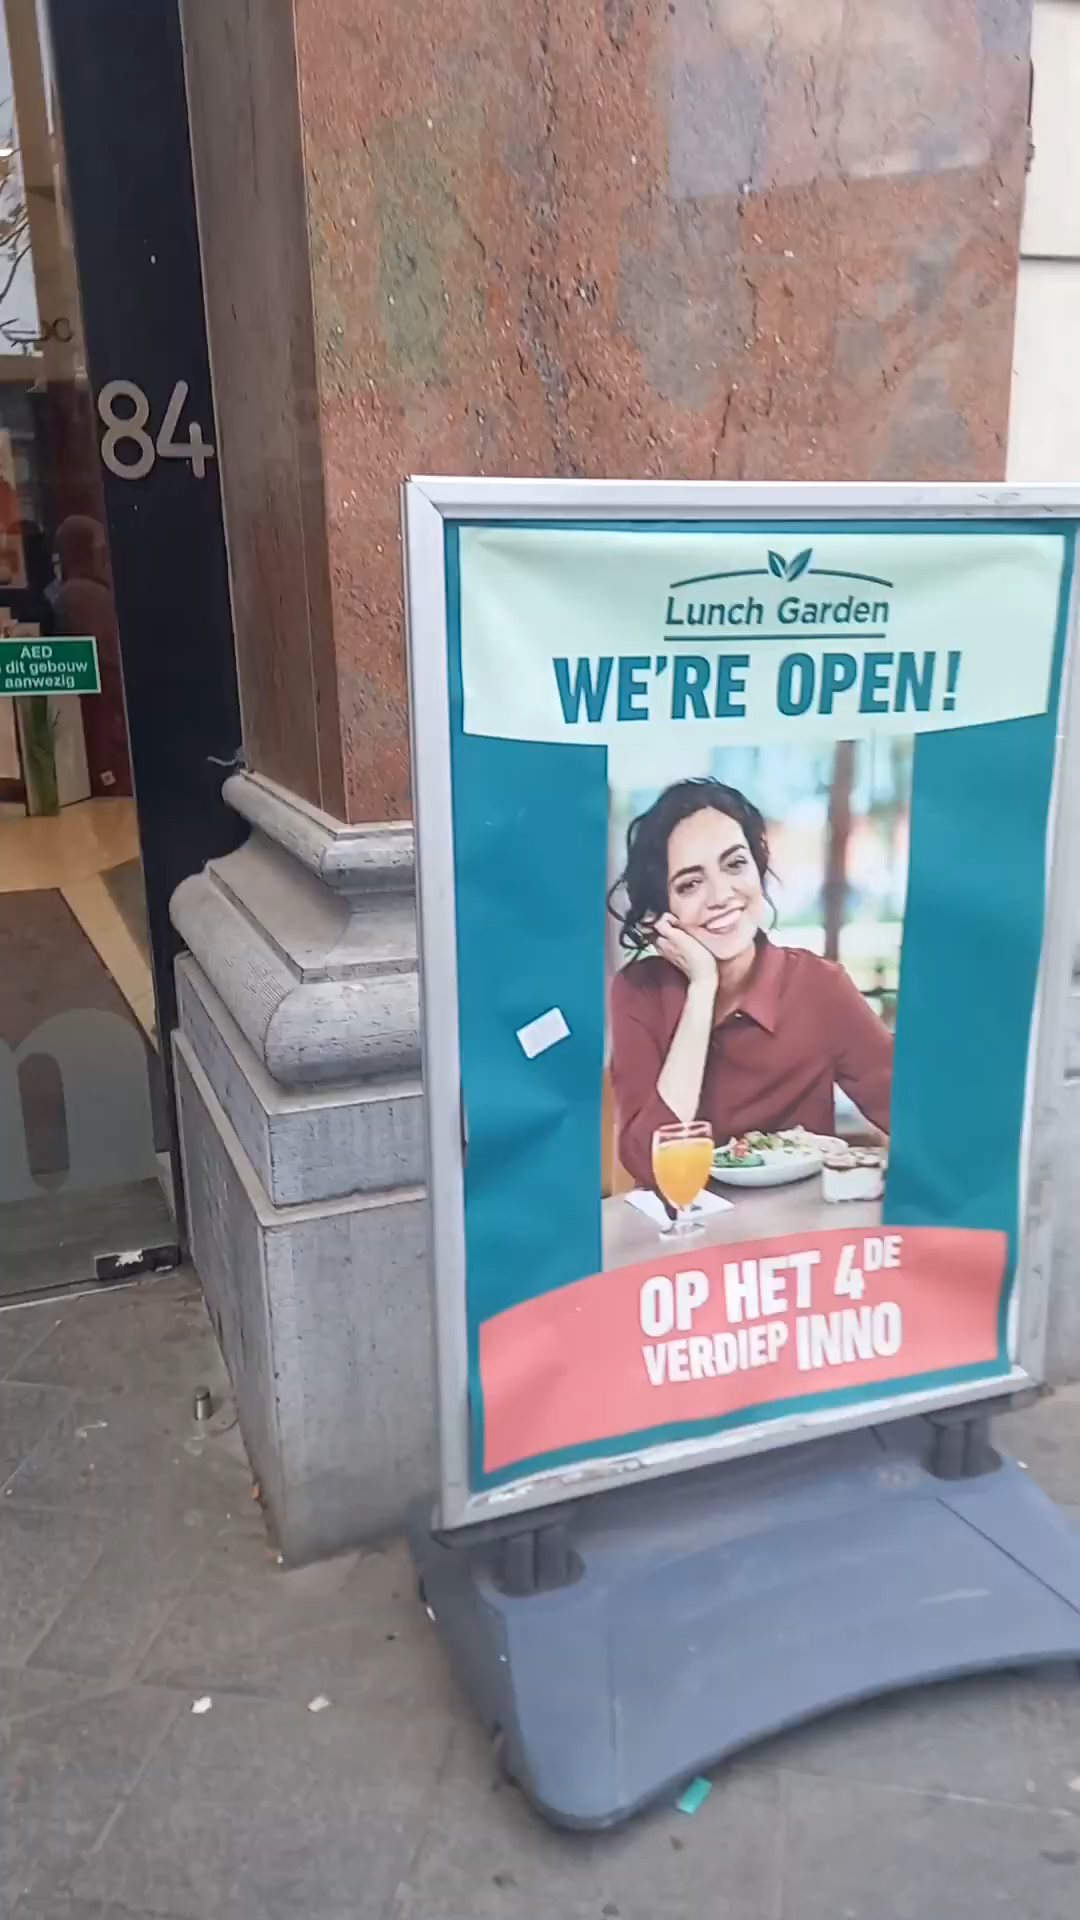 84
AED
dit gebouw
aanwezig
Lunch Garden
WE'RE OPEN!
OP HET 4DE
VERDIEP INNO